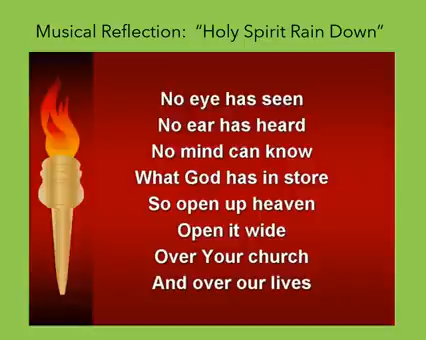 Musical Reflection: “Holy Spirit Rain Down”
No eye has seen
No ear has heard
No mind can know
What God has in store
So open up heaven
Open it wide
Over Your church
And over our lives